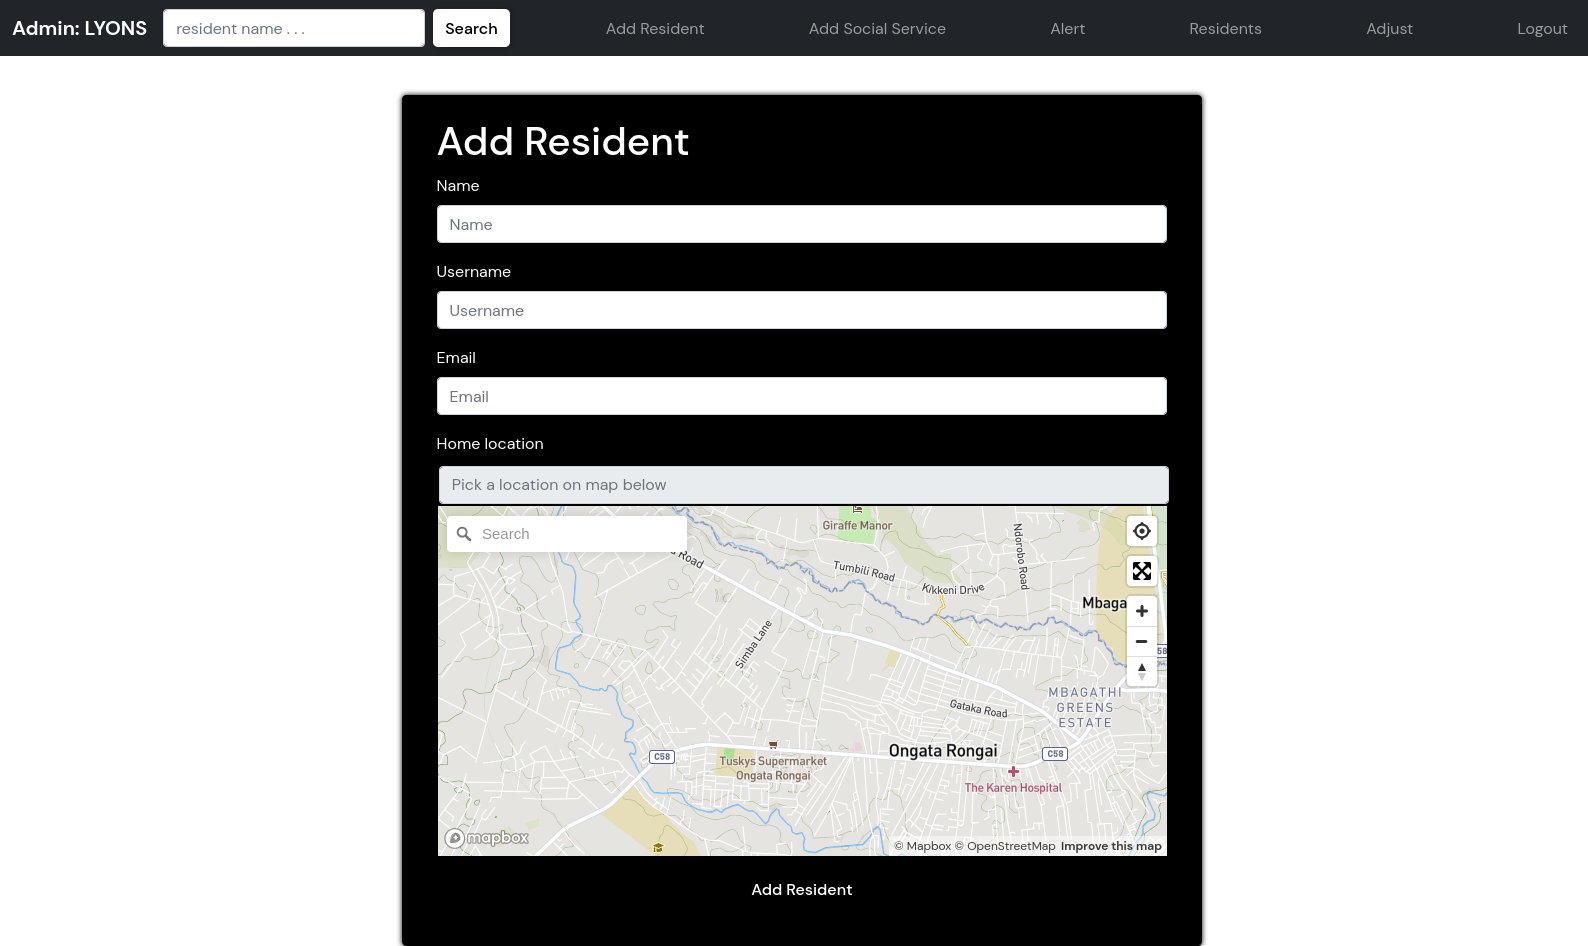 Admin: LYONS
resident name . . .
Search
Add Resident
Add Social Service
Alert
Residents
Adjust
Logout
Add Resident
Name
Name
Username
Username
Email
Email
Home location
Pick a location on map below
Search
Giraffe Manor
Road
Tumbili Road
Ndorobo Road
Kikkeni Drive
Mbaga
58
Simba Lane
MBAGATHI
GREENS
ESTATE
Gataka Road
Ongata Rongai
C58
C58
Tuskys Supermarket
Ongata Rongai
The Karen Hospital
mapbox
© Mapbox © OpenStreetMap Improve this map
Add Resident